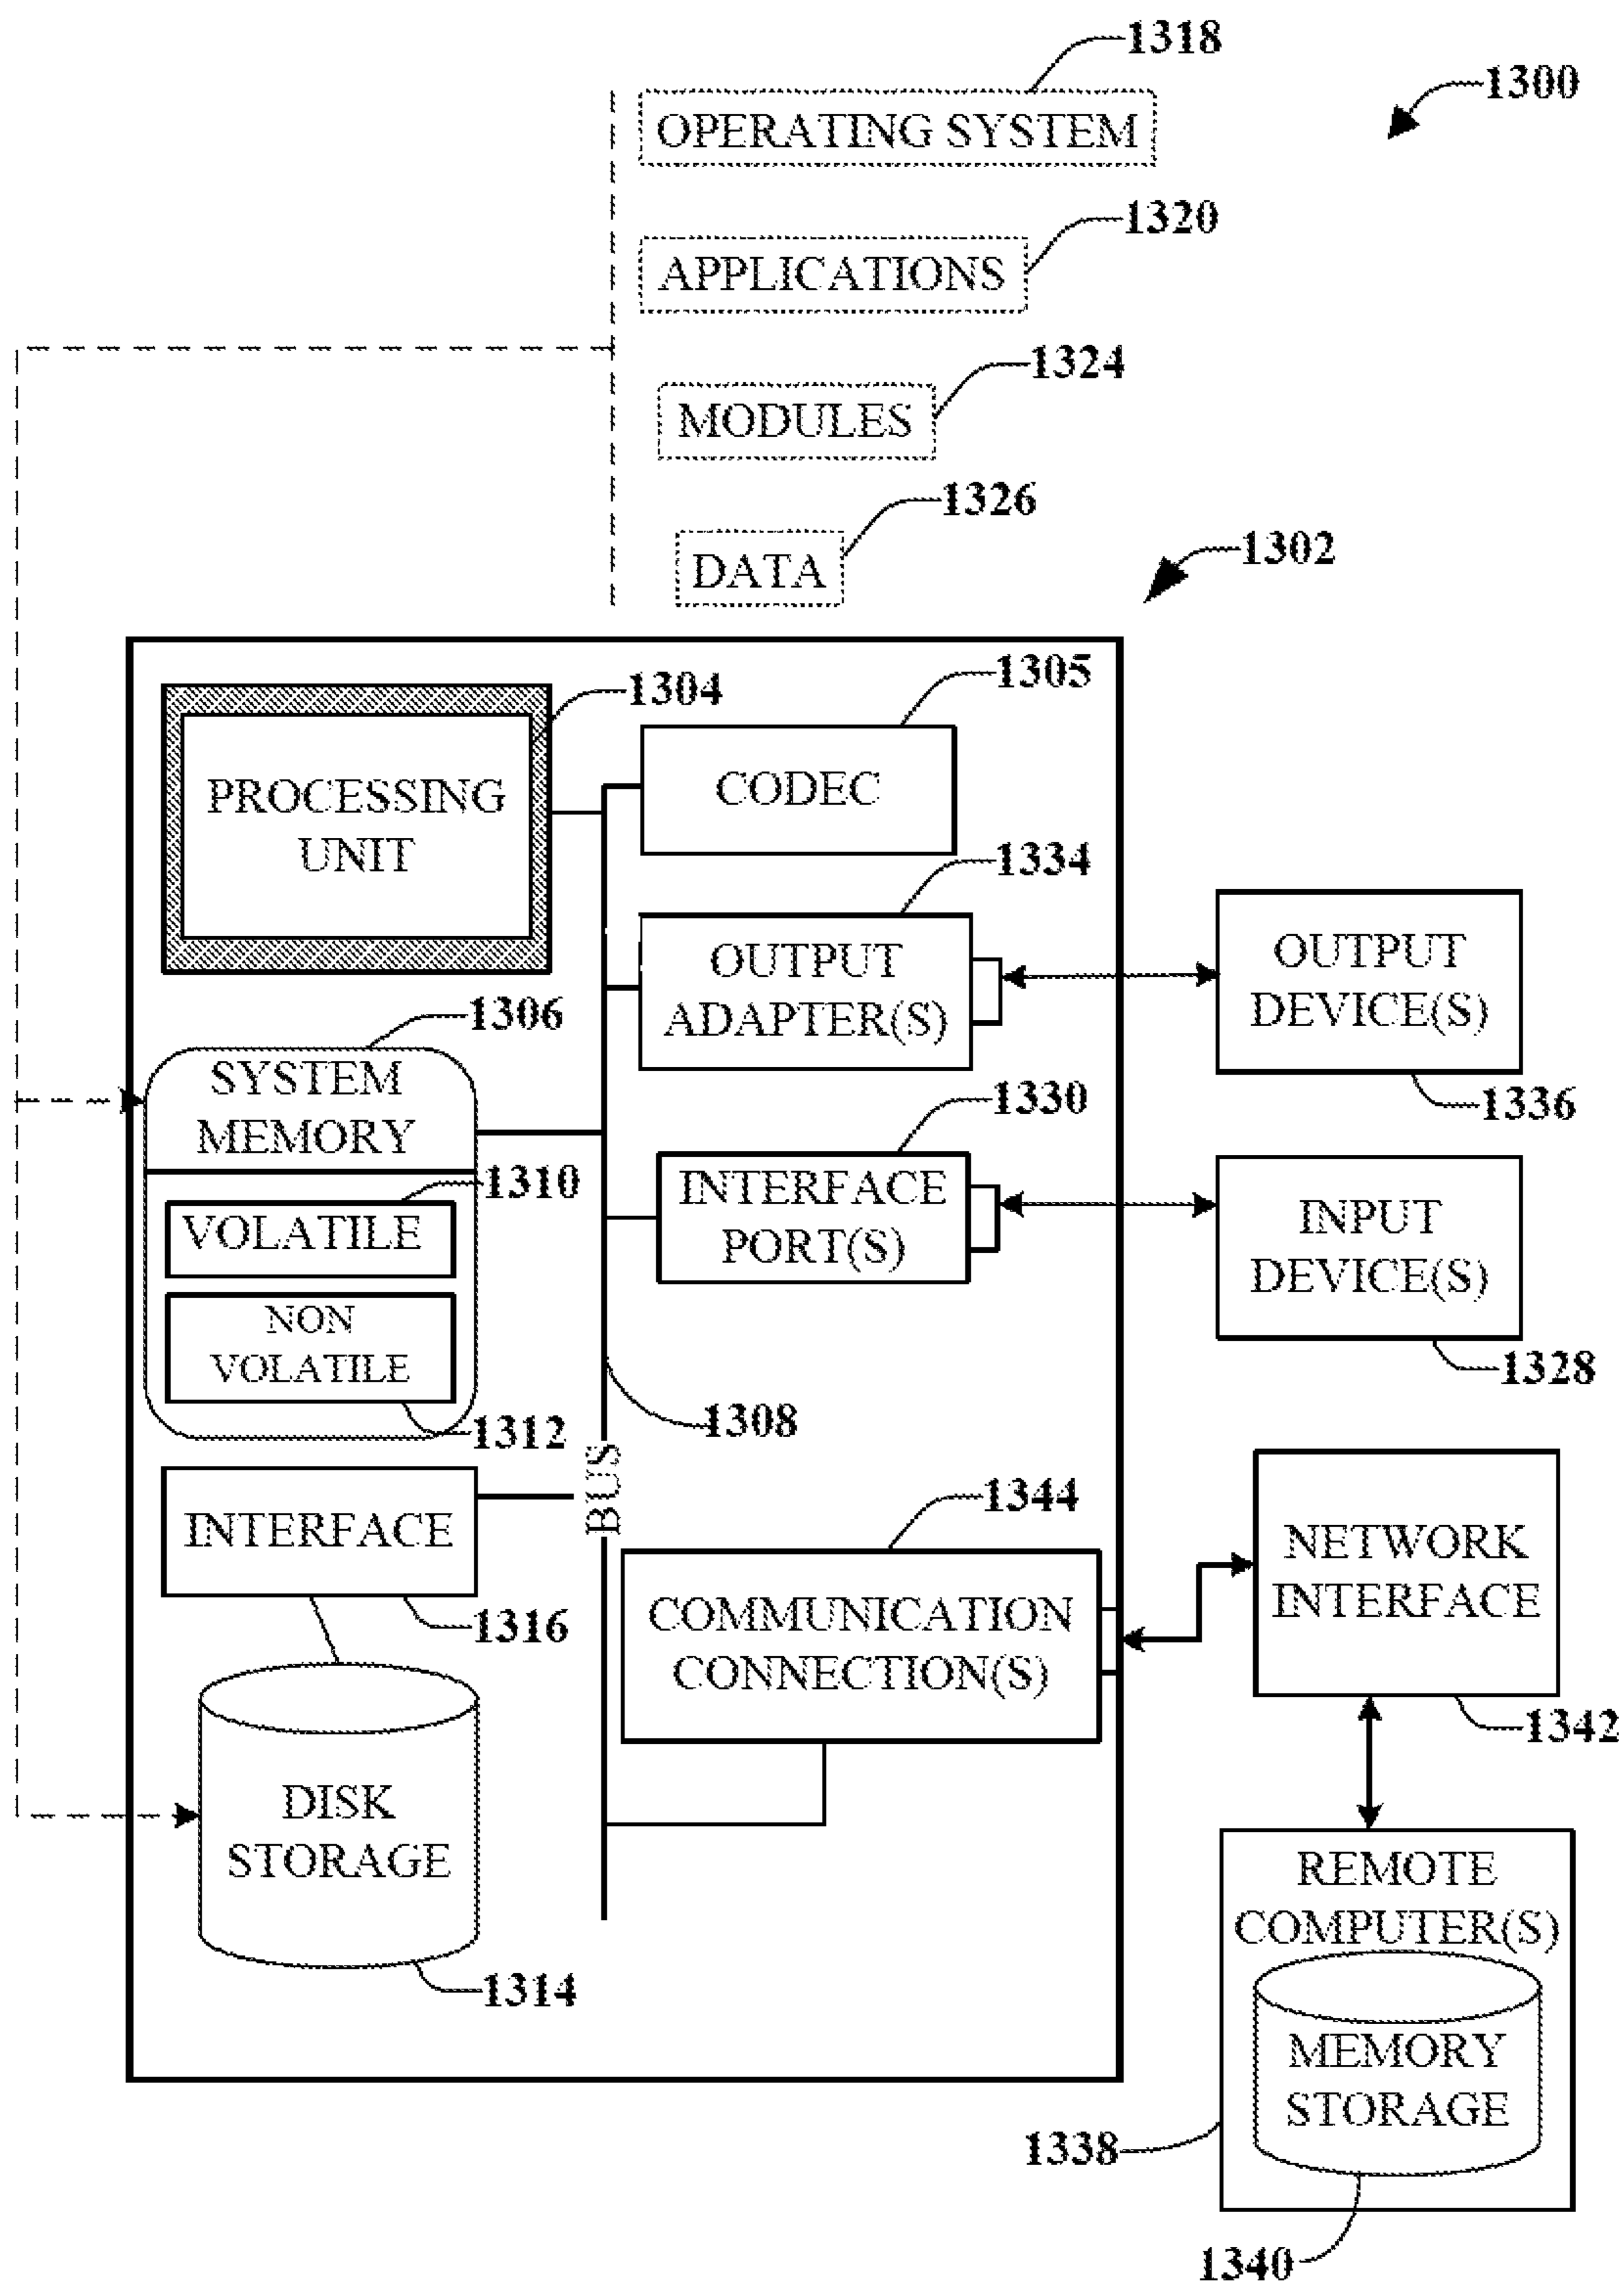 1318
1300
OPERATING SYSTEM
1320
APPLICATIONS
1324
MODULES
1326
DATA
1302
1304
PROCESSING
UNIT
1305
CODEC
1334
OUTPUT
ADAPTER(S)
OUTPUT
DEVICE(S)
1336
1306
SYSTEM
MEMORY
1310
VOLATILE
NON
VOLATILE
1312
1330
INTERFACE
PORT(S)
INPUT
DEVICE(S)
1328
1308
BUS
INTERFACE
1316
1344
COMMUNICATION
CONNECTION(S)
NETWORK
INTERFACE
1342
DISK
STORAGE
1314
REMOTE
COMPUTER(S)
MEMORY
STORAGE
1338
1340